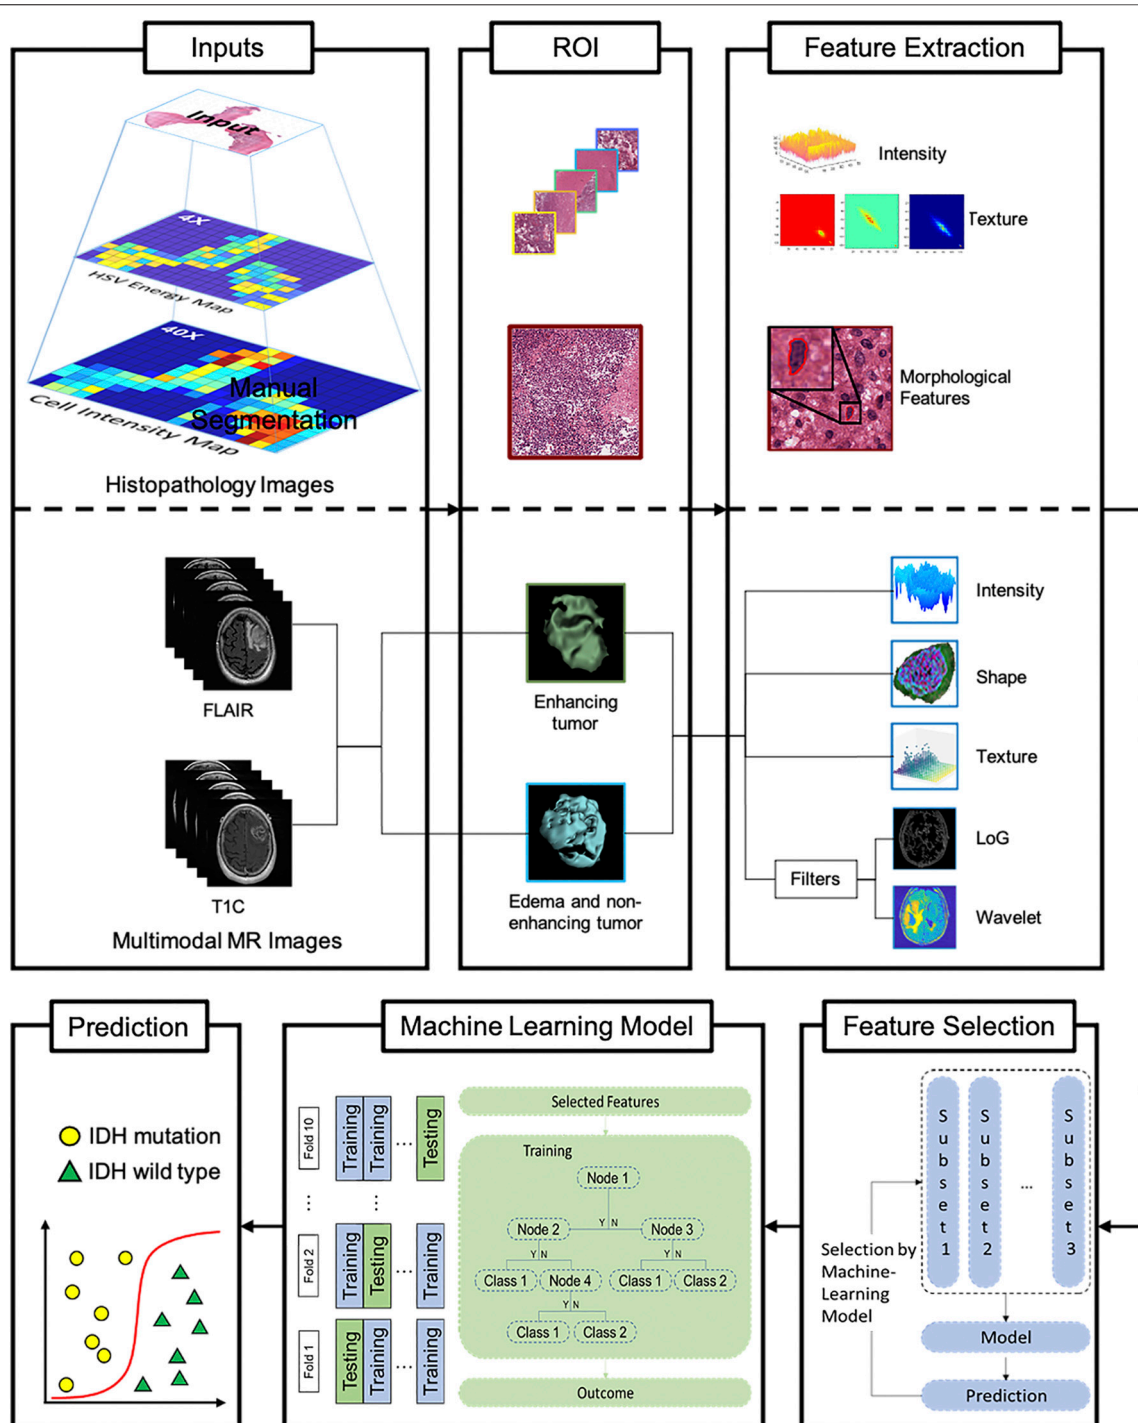 Inputs
ROI
Feature Extraction
Input
4X
HSV Energy Map
40X
Cell Intensity Map
Manual
Segmentation
Histopathology Images
Intensity
Texture
Morphological
Features
FLAIR
T1C
Multimodal MR Images
Enhancing
tumor
Edema and non-
enhancing tumor
Intensity
Shape
Texture
Filters
LoG
Wavelet
Prediction
Machine Learning Model
Feature Selection
IDH mutation
IDH wild type
Fold 10
Training
Training
...
Testing
...
...
Fold 2
Training
Testing
...
Training
Fold 1
Testing
Training
...
Training
Selected Features
Training
Node 1
Y N
Node 2
Node 3
Y N
Y N
Class 1
Node 4
Class 1
Class 2
Y N
Class 1
Class 2
Outcome
Subset 1
Subset 2
...
Subset 3
Selection by
Machine-
Learning
Model
Model
Prediction